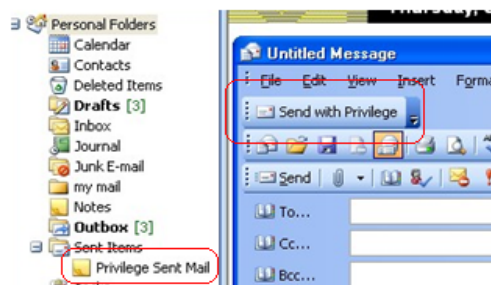 Personal Folders
Calendar
Contacts
Deleted Items
Drafts [3]
Inbox
Journal
Junk E-mail
my mail
Notes
Outbox [3]
Sent Items
Privilege Sent Mail
Untitled Message
File Edit View Insert Forma
Send with Privilege
Send
To...
Cc...
Bcc...